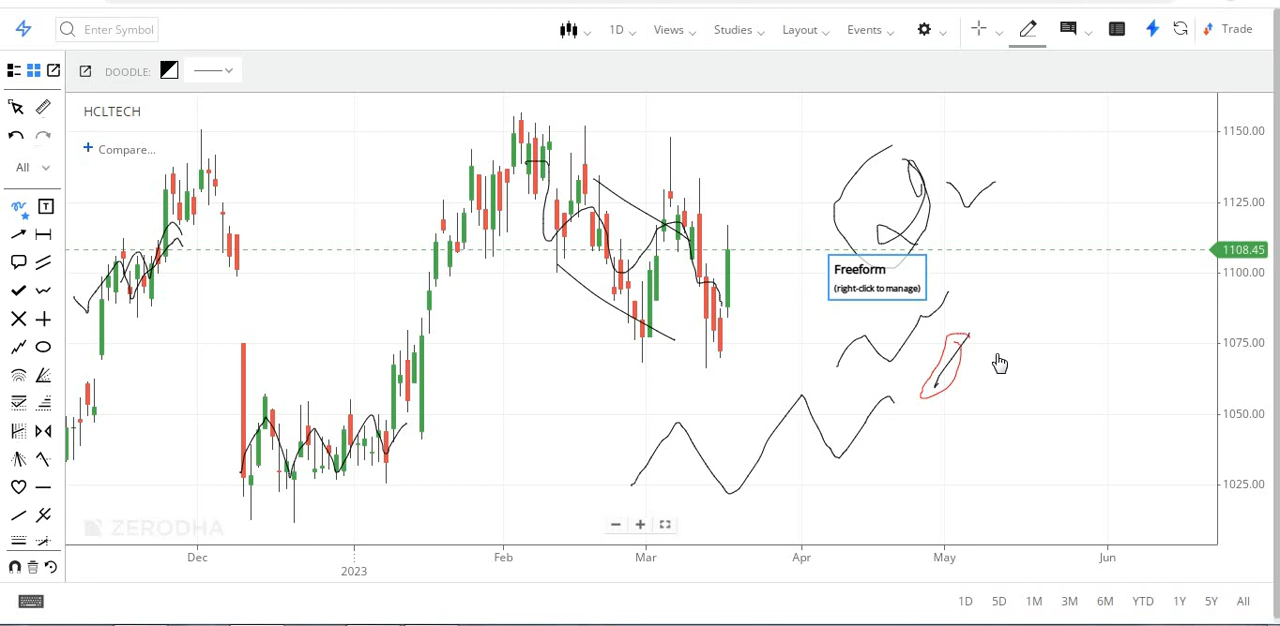 Enter Symbol
1D
Views
Studies
Layout
Events
Trade
DOODLE:
HCLTECH
Compare...
All
T
Freeform
(right-click to manage)
1150.00
1125.00
1108.45
1100.00
1075.00
1050.00
1025.00
ZERODHA
Dec
2023
Feb
Mar
Apr
May
Jun
1D 5D 1M 3M 6M YTD 1Y 5Y All